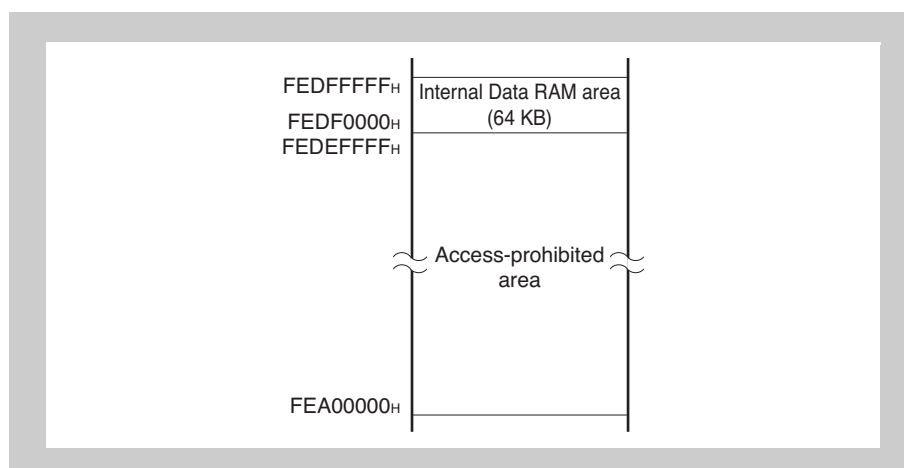 FEDFFFFFH
Internal Data RAM area
(64 KB)
FEDF0000H
FEDEFFFFH
Access-prohibited
area
FEA00000H